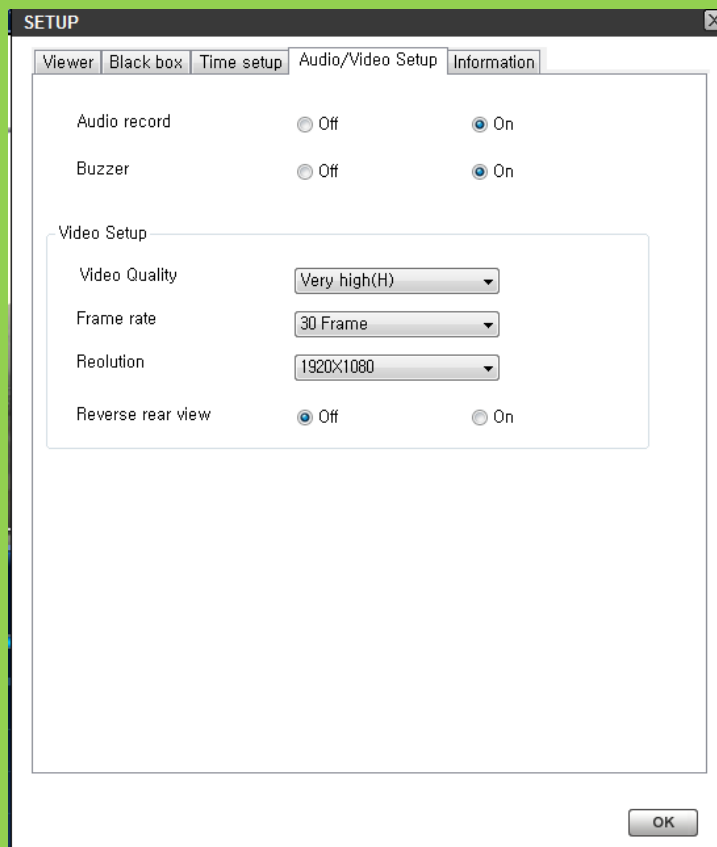 SETUP
Viewer Black box Time setup Audio/Video Setup Information
Audio record Off On
Buzzer Off On
Video Setup
Video Quality Very high(H)
Frame rate 30 Frame
Reolution 1920X1080
Reverse rear view Off On
OK